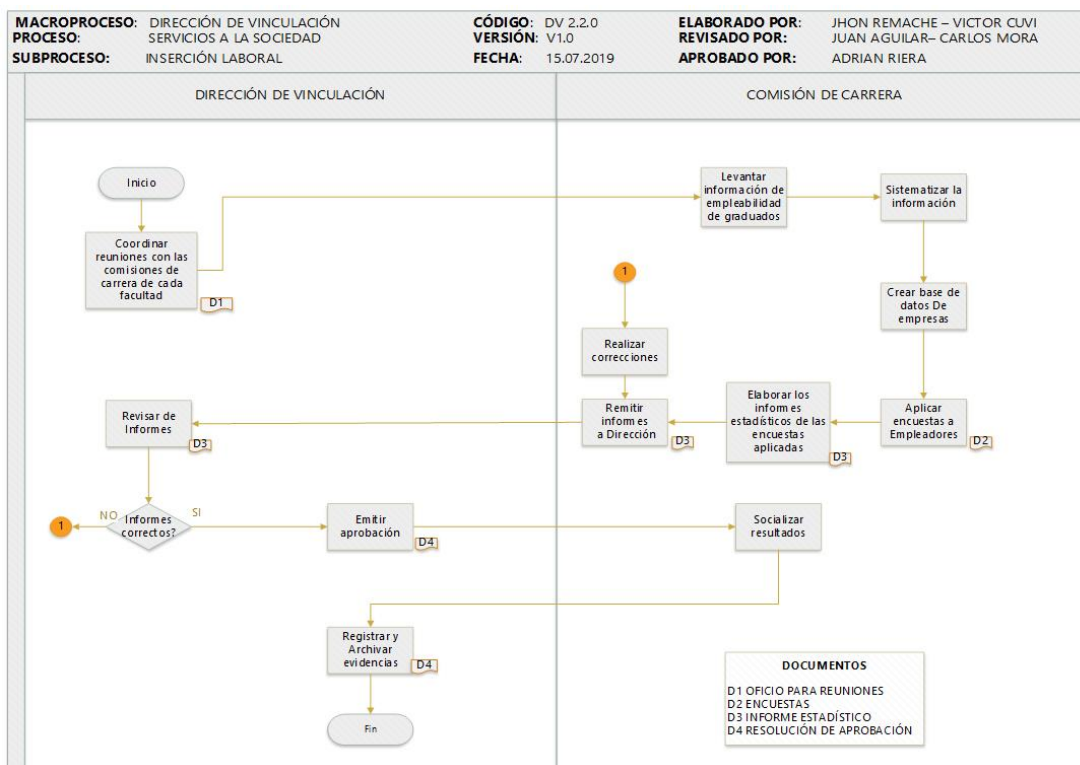 MACROPROCESO: DIRECCIÓN DE VINCULACIÓN
PROCESO: SERVICIOS A LA SOCIEDAD
SUBPROCESO: INSERCIÓN LABORAL
CÓDIGO: DV 2.2.0
VERSIÓN: V1.0
FECHA: 15.07.2019
ELABORADO POR: JHON REMACHE – VICTOR CUVI
REVISADO POR: JUAN AGUILAR– CARLOS MORA
APROBADO POR: ADRIAN RIERA
DIRECCIÓN DE VINCULACIÓN
COMISIÓN DE CARRERA
Inicio
Coordinar
reuniones con las
comisiones de
carrera de cada
facultad
D1
Levantar
información de
empleabilidad
de graduados
Sistematizar la
información
Crear base de
datos De
empresas
Aplicar
encuestas a
Empleadores
D2
Elaborar los
informes
estadísticos de las
encuestas
aplicadas
D3
1
Realizar
correcciones
Remitir
informes
a Dirección
D3
Revisar de
Informes
D3
Informes
correctos?
NO
1
SI
Emitir
aprobación
D4
Socializar
resultados
Registrar y
Archivar
evidencias
D4
Fin
DOCUMENTOS
D1 OFICIO PARA REUNIONES
D2 ENCUESTAS
D3 INFORME ESTADÍSTICO
D4 RESOLUCIÓN DE APROBACIÓN